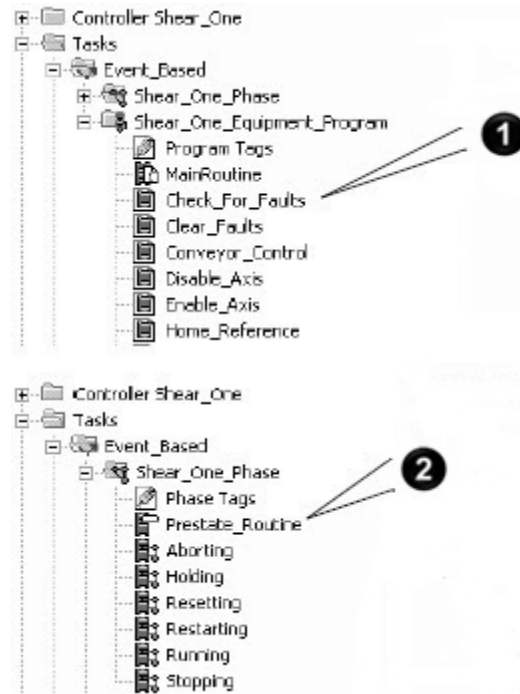 Controller Shear_One
Tasks
Event_Based
Shear_One_Phase
Shear_One_Equipment_Program
Program Tags
MainRoutine
Check_For_Faults
Clear_Faults
Conveyor_Control
Disable_Axis
Enable_Axis
Home_Reference
1
Controller Shear_One
Tasks
Event_Based
Shear_One_Phase
Phase Tags
Prestate_Routine
Aborting
Holding
Resetting
Restarting
Running
Stopping
2